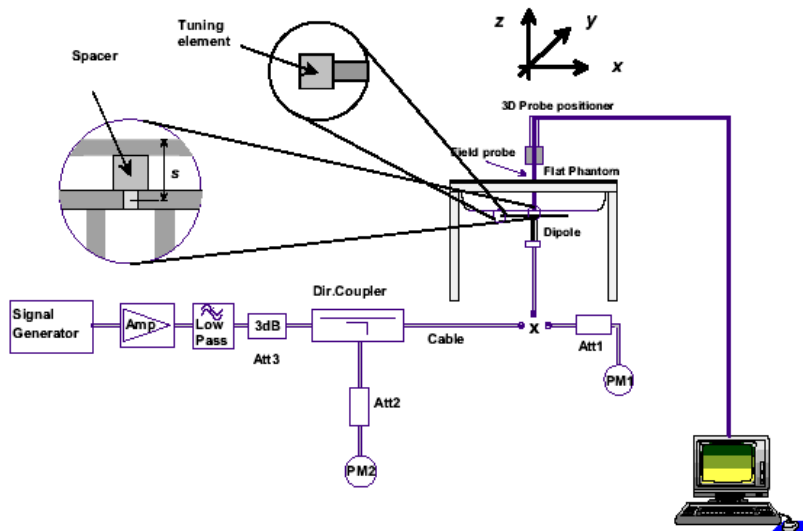 Tuning
element
Spacer
z
y
x
3D Probe positioner
Field probe
Flat Phantom
s
Dipole
Dir.Coupler
Signal
Generator
Amp
Low
Pass
3dB
Att3
Cable
x
Att1
PM1
Att2
PM2